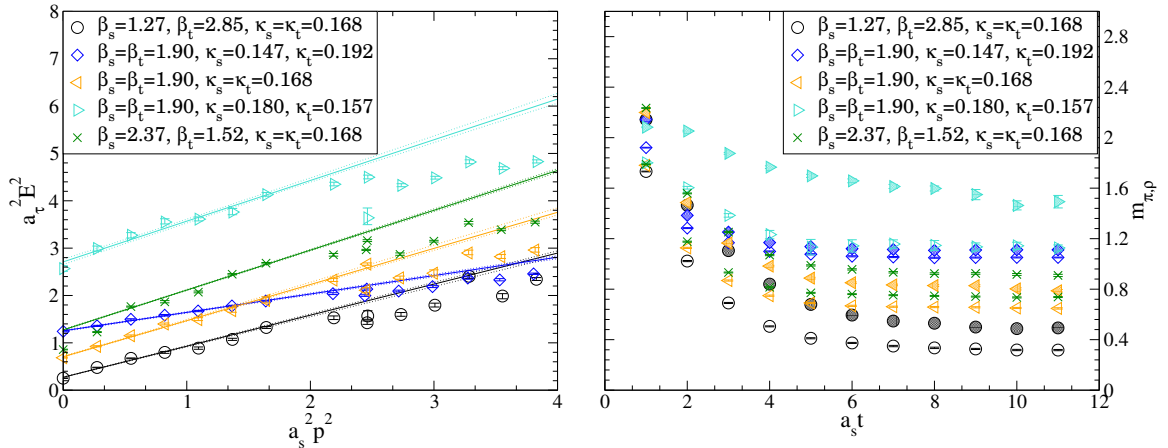 β_s=1.27, β_t=2.85, κ_s=κ_t=0.168
β_s=β_t=1.90, κ_s=0.147, κ_t=0.192
β_s=β_t=1.90, κ_s=κ_t=0.168
β_s=β_t=1.90, κ_s=0.180, κ_t=0.157
β_s=2.37, β_t=1.52, κ_s=κ_t=0.168
8
7
6
5
4
3
2
1
0
a_τ^2E^2
0 1 2 3 4
a_s^2p^2
β_s=1.27, β_t=2.85, κ_s=κ_t=0.168
β_s=β_t=1.90, κ_s=0.147, κ_t=0.192
β_s=β_t=1.90, κ_s=κ_t=0.168
β_s=β_t=1.90, κ_s=0.180, κ_t=0.157
β_s=2.37, β_t=1.52, κ_s=κ_t=0.168
2.8
2.4
2
1.6
1.2
0.8
0.4
0
m_π,ρ
0 2 4 6 8 10 12
a_s t